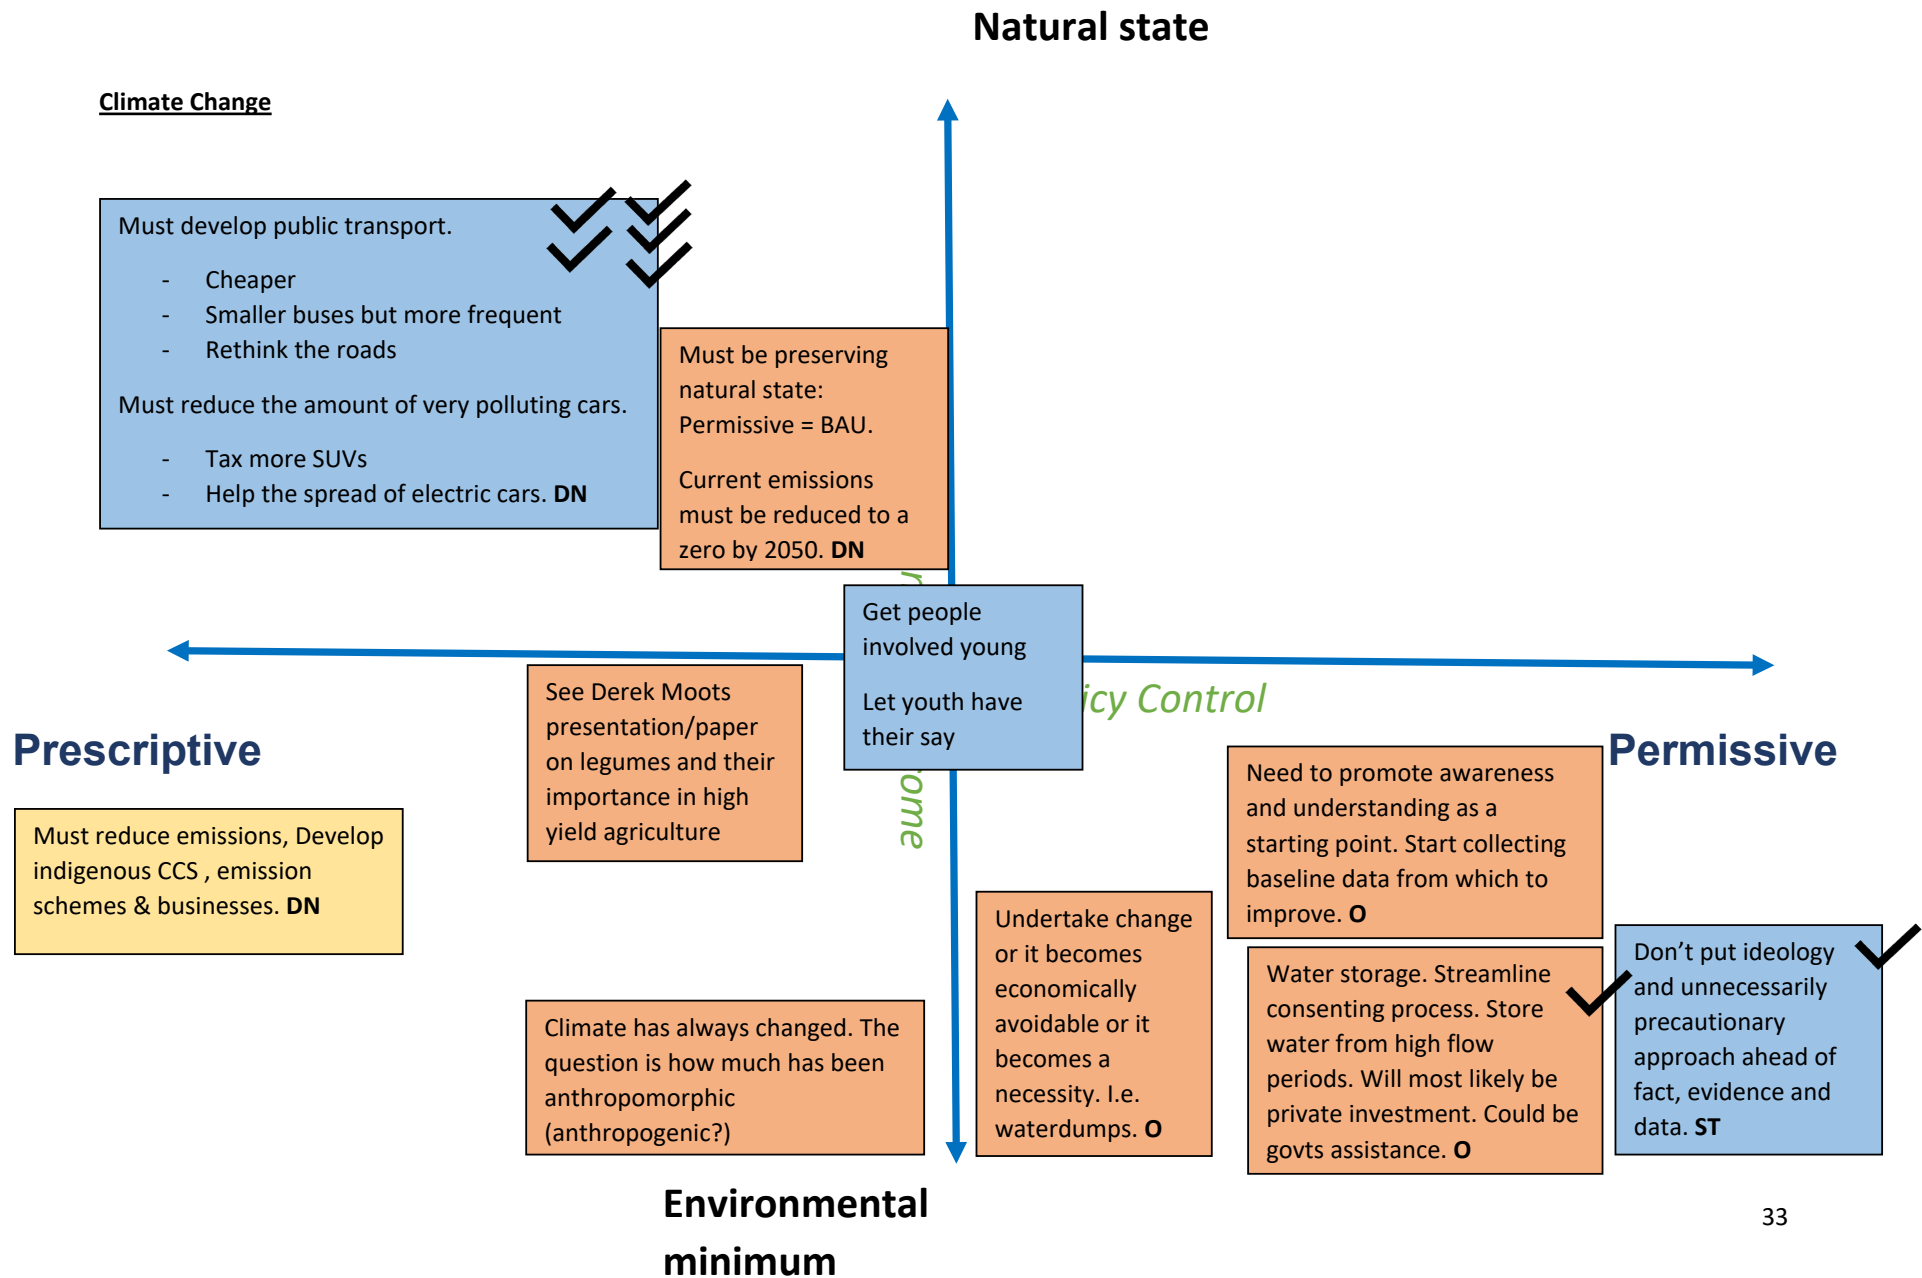 Natural state
Climate Change
Must develop public transport.
- Cheaper
- Smaller buses but more frequent
- Rethink the roads
Must reduce the amount of very polluting cars.
- Tax more SUVs
- Help the spread of electric cars. DN
Must be preserving
natural state:
Permissive = BAU.
Current emissions
must be reduced to a
zero by 2050. DN
Get people
involved young
Let youth have
their say
icy Control
ome
Prescriptive
Permissive
See Derek Moots
presentation/paper
on legumes and their
importance in high
yield agriculture
Must reduce emissions, Develop
indigenous CCS , emission
schemes & businesses. DN
Need to promote awareness
and understanding as a
starting point. Start collecting
baseline data from which to
improve. O
Undertake change
or it becomes
economically
avoidable or it
becomes a
necessity. I.e.
waterdumps. O
Water storage. Streamline
consenting process. Store
water from high flow
periods. Will most likely be
private investment. Could be
govts assistance. O
Don’t put ideology
and unnecessarily
precautionary
approach ahead of
fact, evidence and
data. ST
Climate has always changed. The
question is how much has been
anthropomorphic
(anthropogenic?)
Environmental
minimum
33